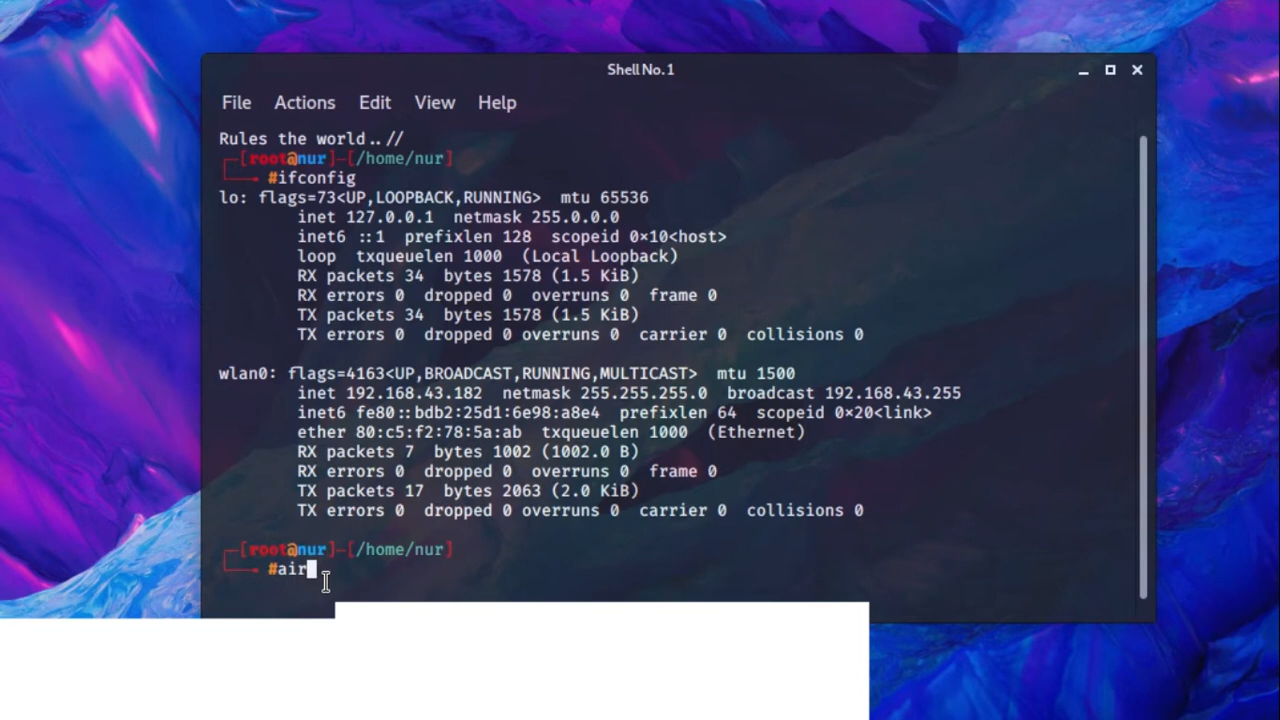 Shell No.1
File Actions Edit View Help
Rules the world..//
[root@nur]-[/home/nur]
#ifconfig
lo: flags=73<UP,LOOPBACK,RUNNING>  mtu 65536
        inet 127.0.0.1  netmask 255.0.0.0
        inet6 ::1  prefixlen 128  scopeid 0×10<host>
        loop  txqueuelen 1000  (Local Loopback)
        RX packets 34  bytes 1578 (1.5 KiB)
        RX errors 0  dropped 0  overruns 0  frame 0
        TX packets 34  bytes 1578 (1.5 KiB)
        TX errors 0  dropped 0 overruns 0  carrier 0  collisions 0
wlan0: flags=4163<UP,BROADCAST,RUNNING,MULTICAST>  mtu 1500
        inet 192.168.43.182  netmask 255.255.255.0  broadcast 192.168.43.255
        inet6 fe80::bdb2:25d1:6e98:a8e4  prefixlen 64  scopeid 0×20<link>
        ether 80:c5:f2:78:5a:ab  txqueuelen 1000  (Ethernet)
        RX packets 7  bytes 1002 (1002.0 B)
        RX errors 0  dropped 0  overruns 0  frame 0
        TX packets 17  bytes 2063 (2.0 KiB)
        TX errors 0  dropped 0 overruns 0  carrier 0  collisions 0
[root@nur]-[/home/nur]
#air